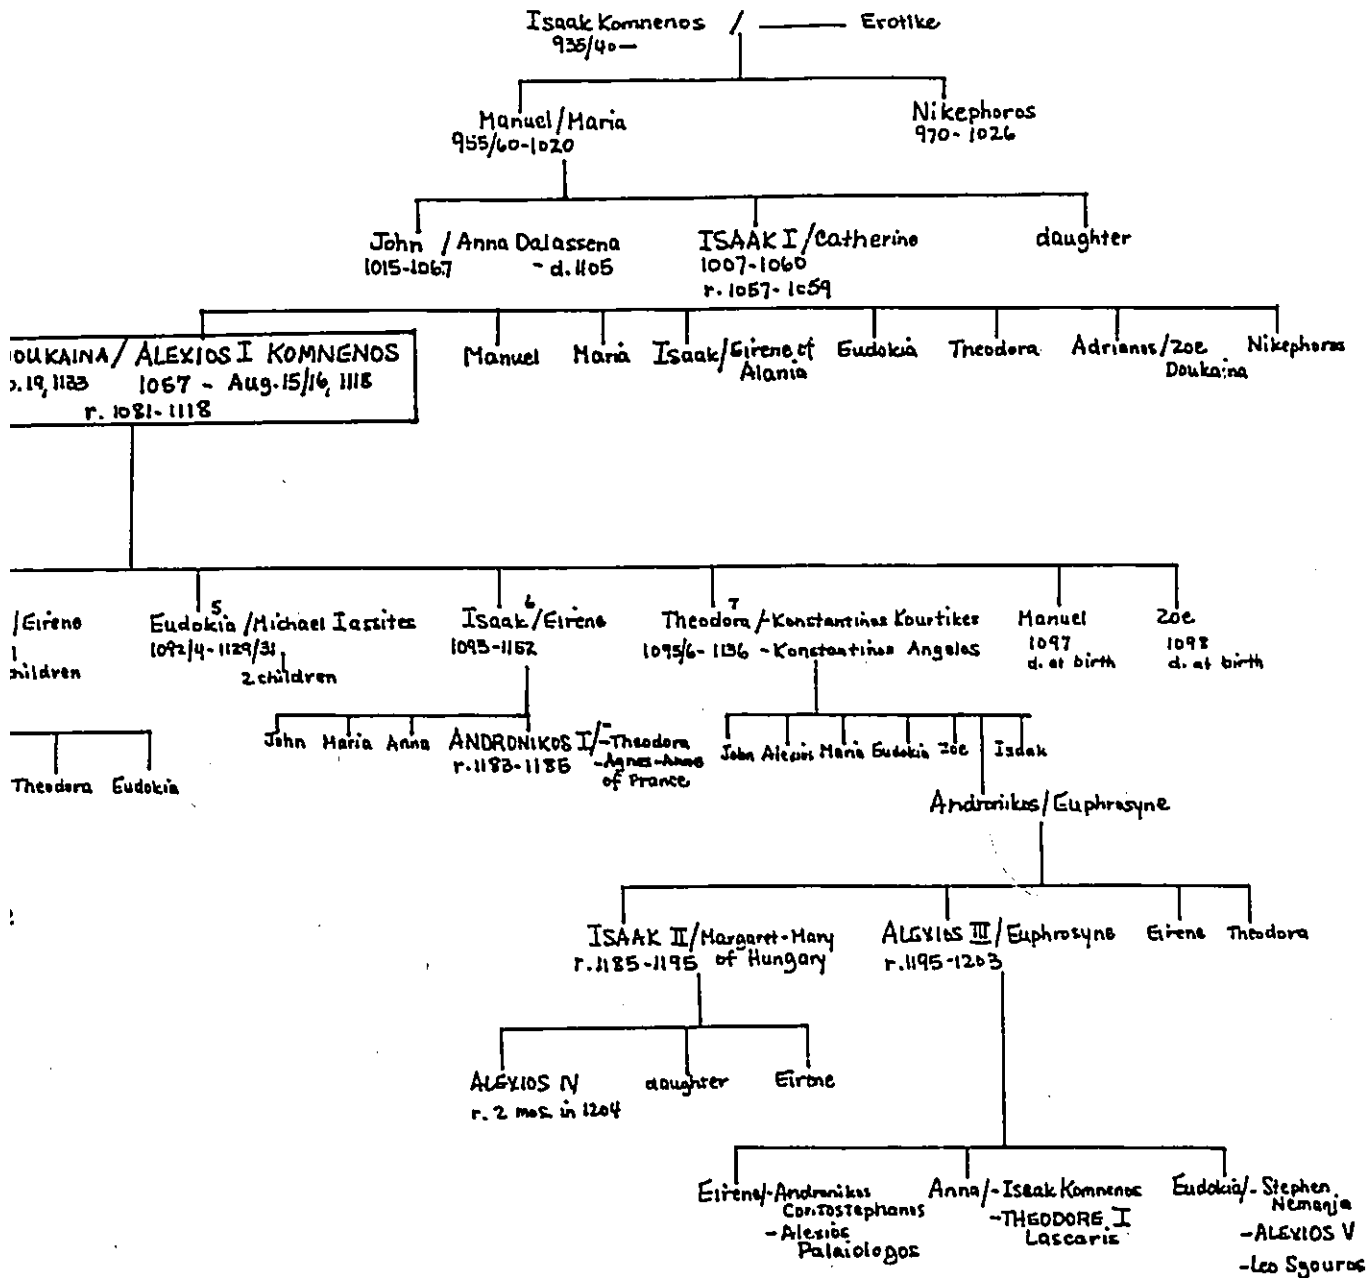 Isaak Komnenos / ——— Erotike
935/40—
Manuel/Maria
955/60-1020
Nikephoros
970-1026
John / Anna Dalassena
1015-1067 - d.1105
ISAAK I/Catherine
1007-1060
r. 1057-1059
daughter
OUKAINA/ ALEXIOS I KOMNENOS
.19, 1133 1057 - Aug. 15/16, 1118
r. 1081-1118
Manuel
Maria
Isaak/Eirene of
Alania
Eudokia
Theodora
Adrianos/Zoe
Doukaina
Nikephoros
/Eirene
children
5
Eudokia/Michael Iassites
1092/4-1129/31
2 children
6
Isaak/Eirene
1093-1152
7
Theodora/-Konstantinos Kourtikes
1095/6-1136 -Konstantinos Angelos
Manuel
1097
d. at birth
Zoe
1098
d. at birth
Theodora Eudokia
John Maria Anna
ANDRONIKOS I/-Theodora
r.1183-1185 -Agnes-Anna
of France
John Alexios Maria Eudokia Zoe Isaak
Andronikos/Euphrosyne
ISAAK II/Margaret-Mary
r.1185-1195 of Hungary
ALEXIOS III/Euphrosyne
r.1195-1203
Eirene Theodora
ALEXIOS IV
r. 2 mos. in 1204
daughter
Eirene
Eirene/-Andronikos
Contostephanos
-Alexios
Palaiologos
Anna/-Isaak Komnenos
-THEODORE I
Lascaris
Eudokia/-Stephen
Nemanja
-ALEXIOS V
-Leo Sgouros